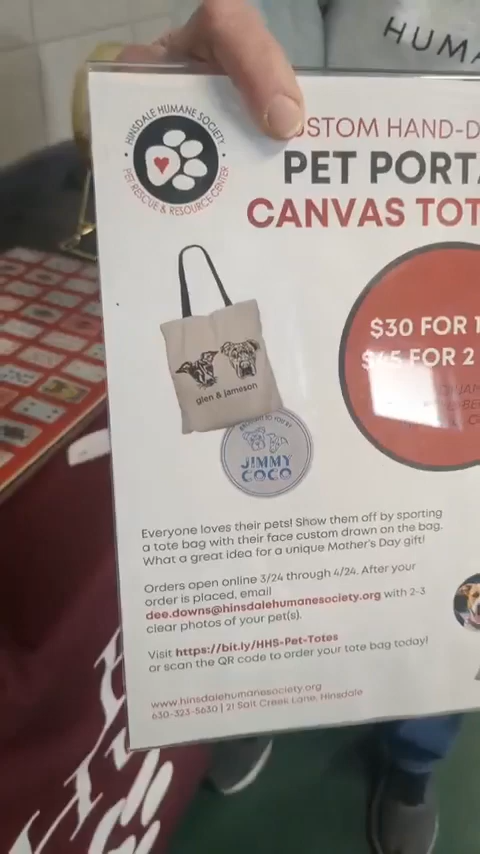 HUMA
HINSDALE HUMANE SOCIETY
PET RESCUE & RESOURCE CENTER
USTOM HAND-D
PET PORT
CANVAS TOT
$30 FOR 1
$45 FOR 2
glen & jameson
BROUGHT TO YOU BY
JIMMY
COCO
Everyone loves their pets! Show them off by sporting
a tote bag with their face custom drawn on the bag.
What a great idea for a unique Mother's Day gift!
Orders open online 3/24 through 4/24. After your
order is placed, email
dee.downs@hinsdalehumanesociety.org with 2-3
clear photos of your pet(s).
Visit https://bit.ly/HHS-Pet-Totes
or scan the QR code to order your tote bag today!
www.hinsdalehumanesociety.org
630-323-5630 | 21 Salt Creek Lane, Hinsdale